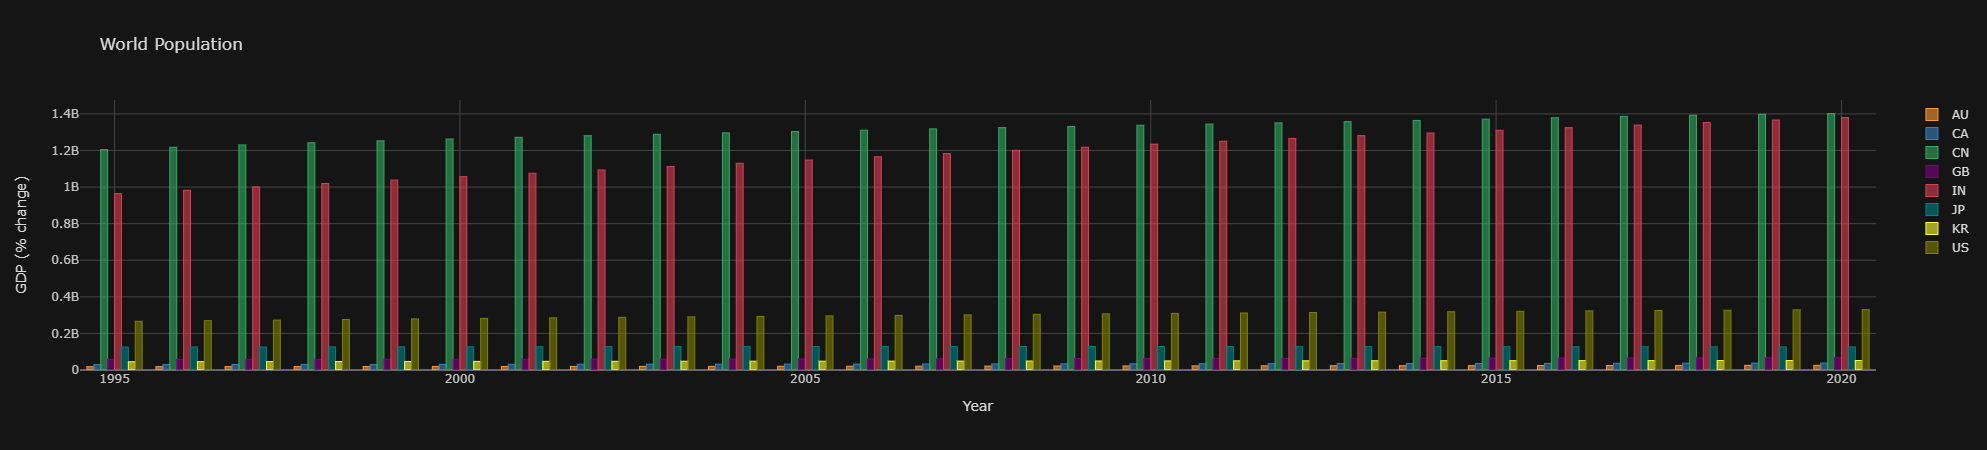 World Population
1.4B
1.2B
1B
0.8B
0.6B
0.4B
0.2B
0
GDP (% change)
1995 2000 2005 2010 2015 2020
Year
AU
CA
CN
GB
IN
JP
KR
US